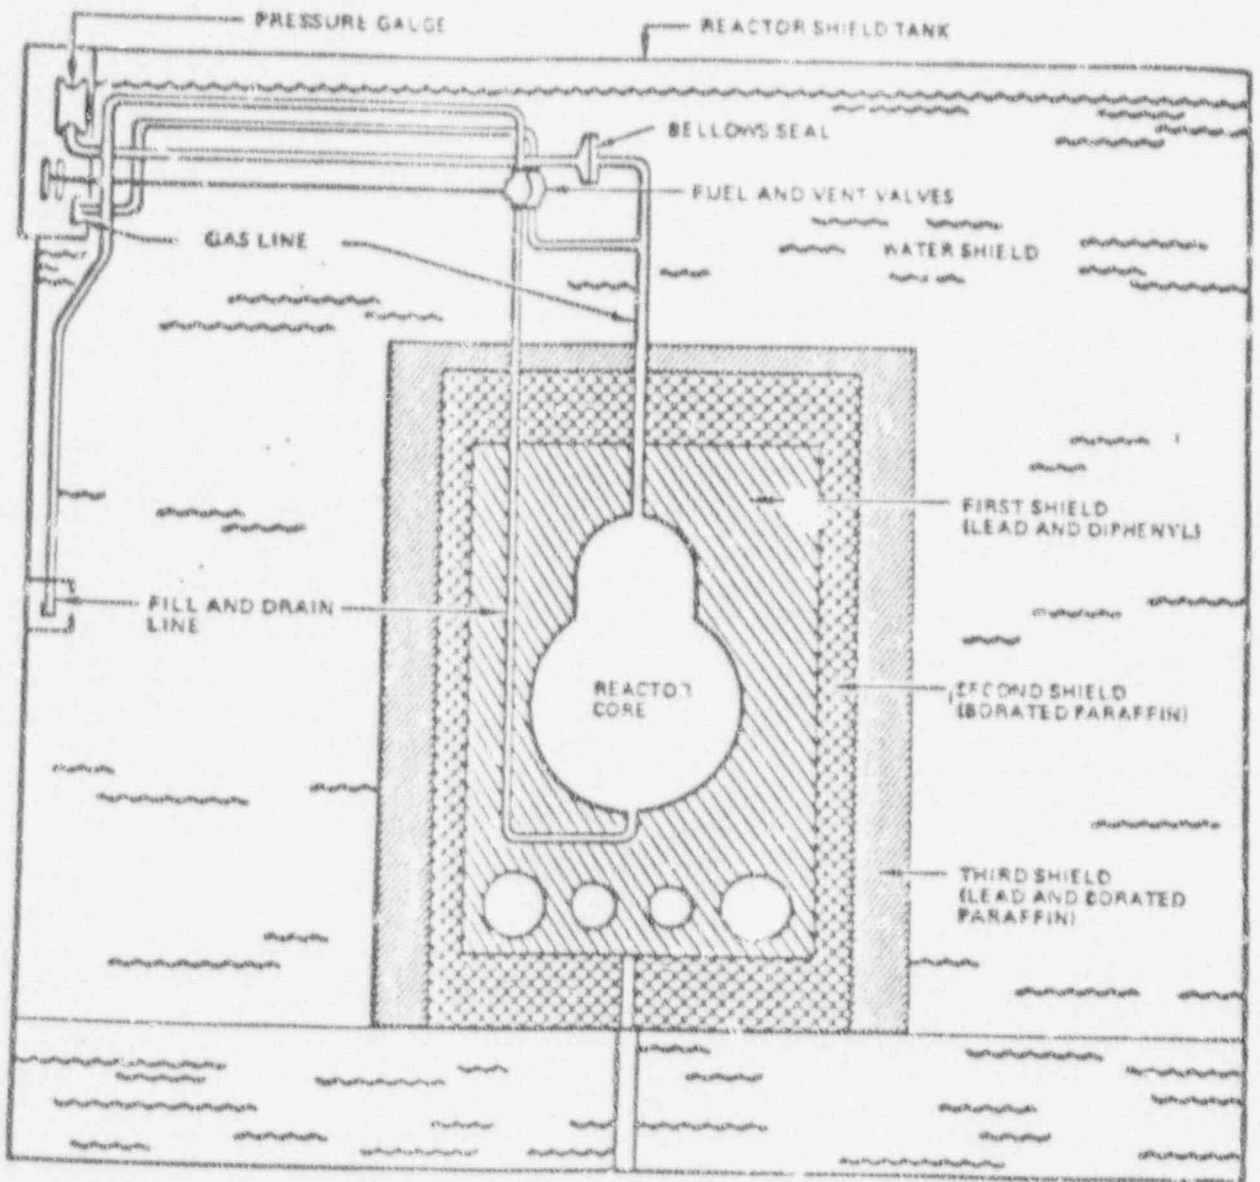 PRESSURE GAUGE
REACTOR SHIELD TANK
BELLOWS SEAL
FUEL AND VENT VALVES
GAS LINE
WATER SHIELD
FIRST SHIELD
(LEAD AND DIPHENYL)
FILL AND DRAIN
LINE
REACTOR
CORE
SECOND SHIELD
(BORATED PARAFFIN)
THIRD SHIELD
(LEAD AND BORATED
PARAFFIN)